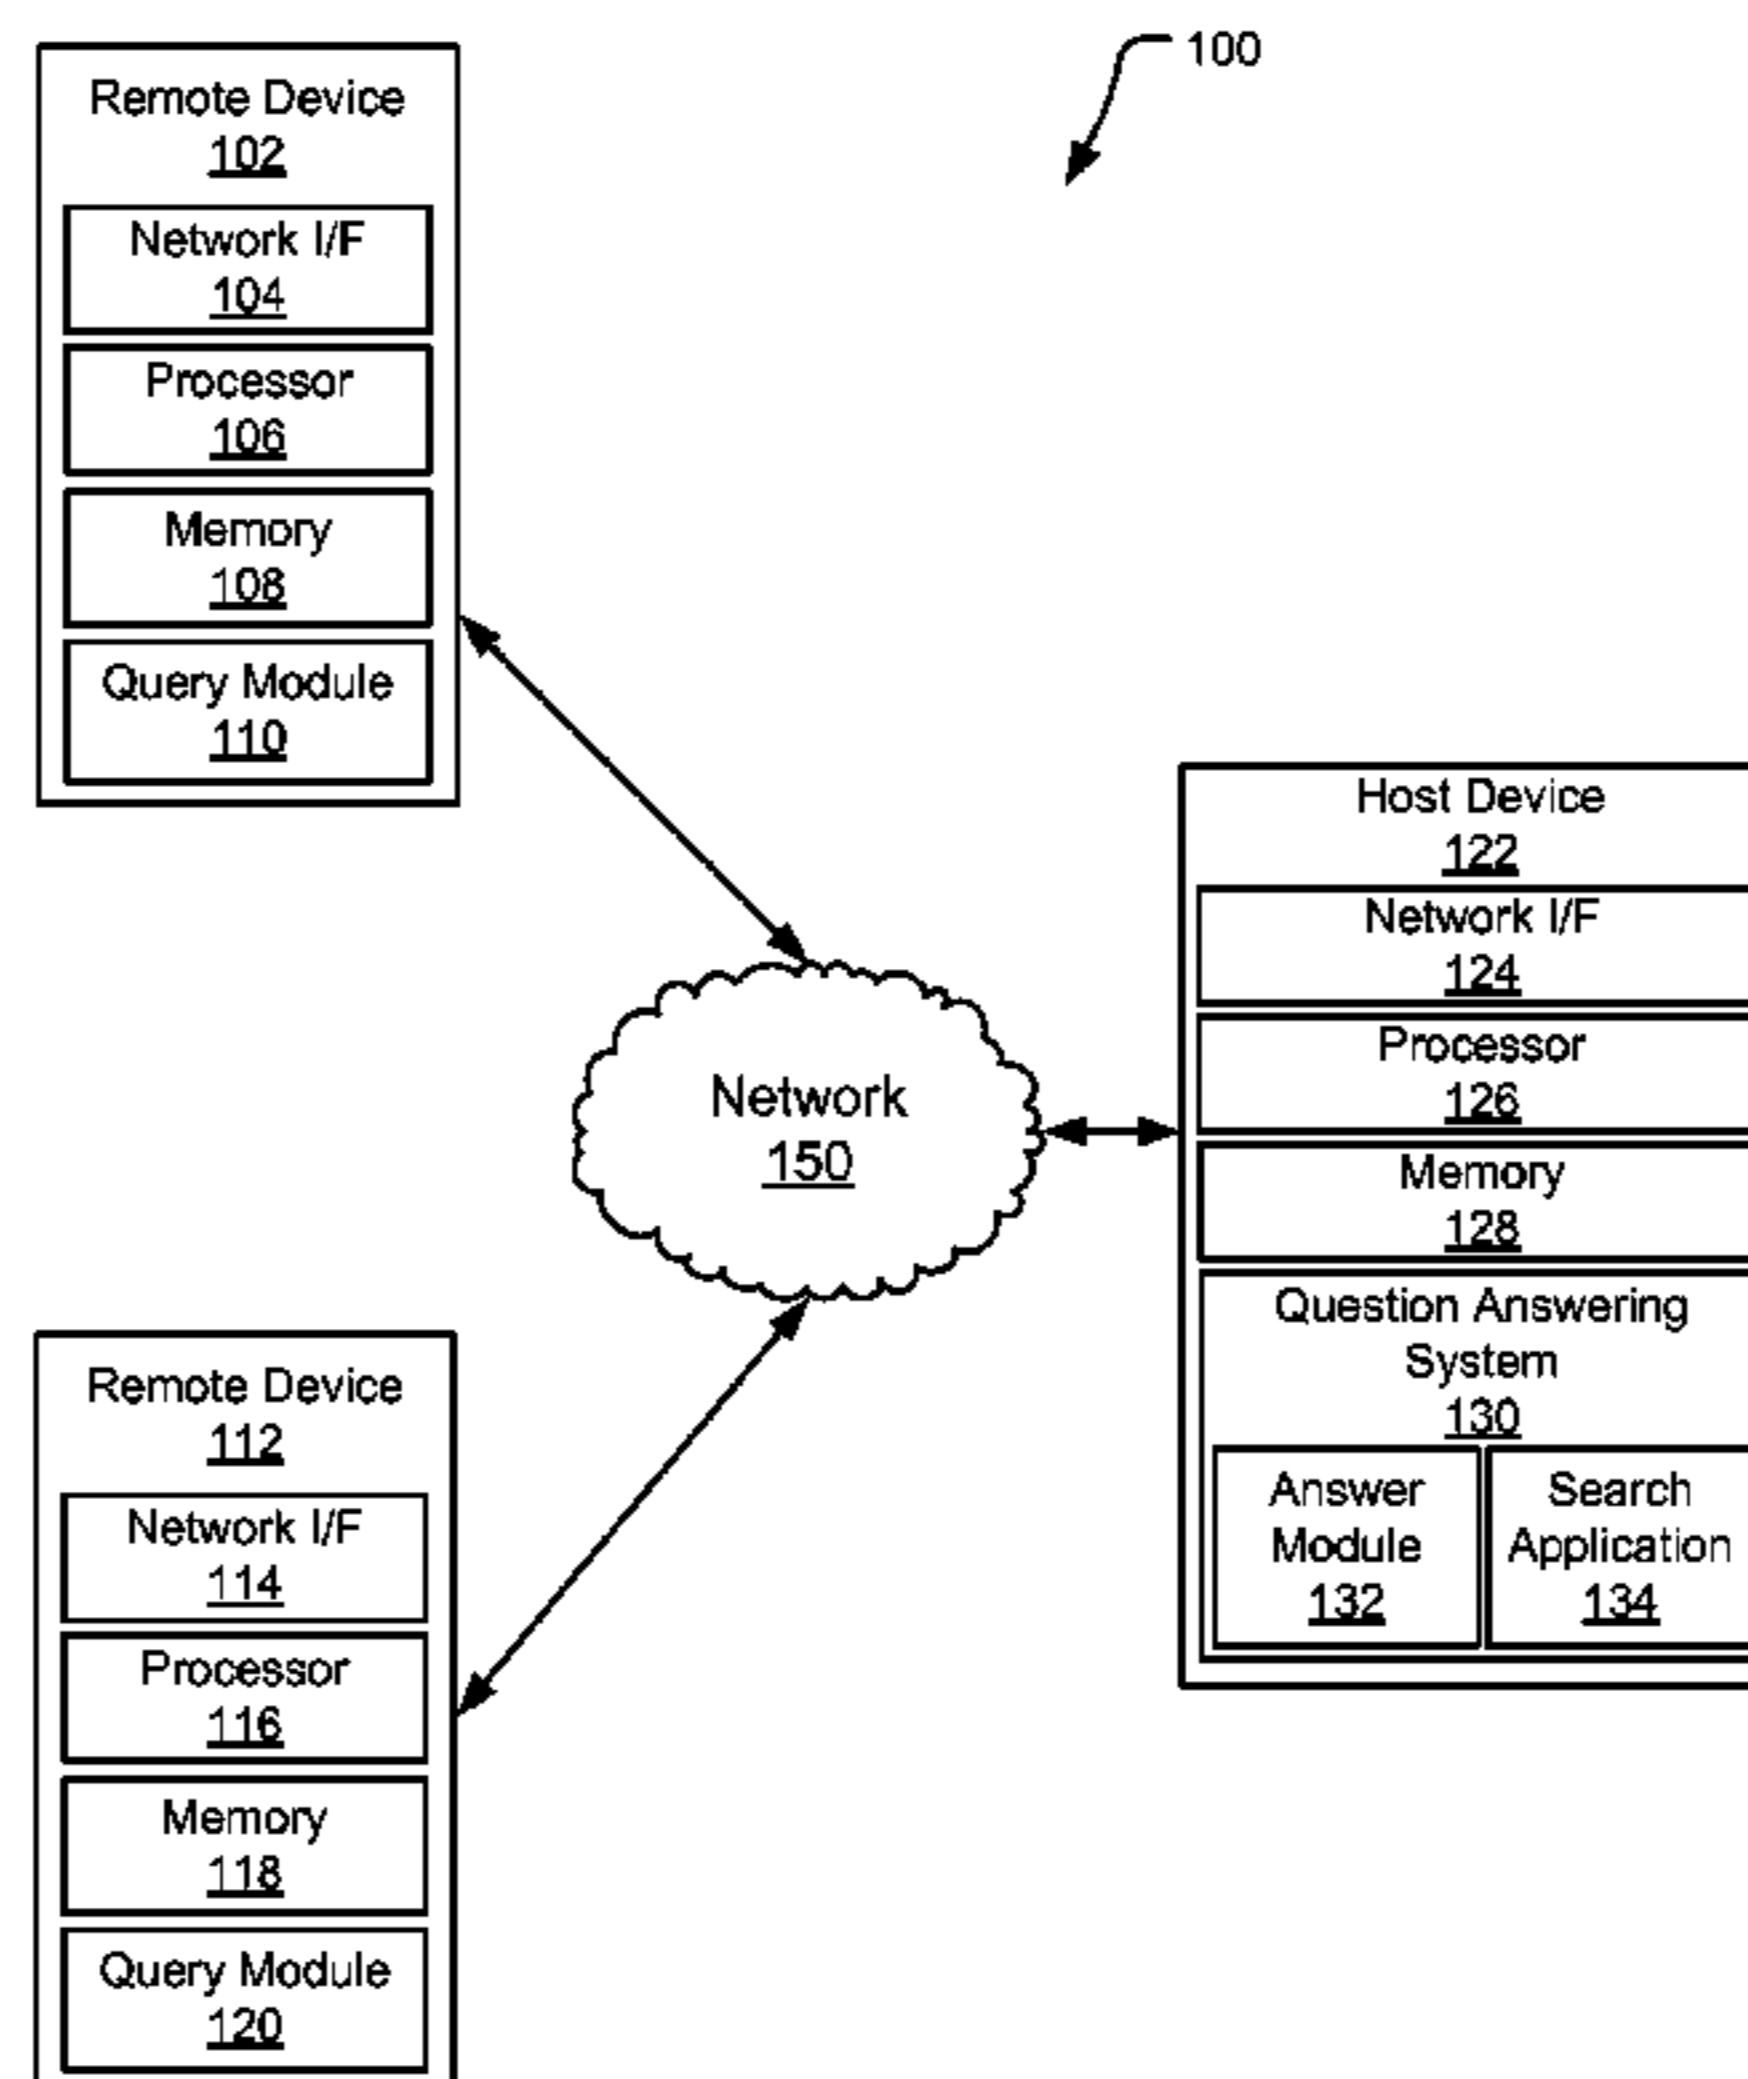 100
Remote Device
102
Network I/F
104
Processor
106
Memory
108
Query Module
110
Host Device
122
Network I/F
124
Processor
126
Memory
128
Question Answering
System
130
Answer
Module
132
Search
Application
134
Network
150
Remote Device
112
Network I/F
114
Processor
116
Memory
118
Query Module
120